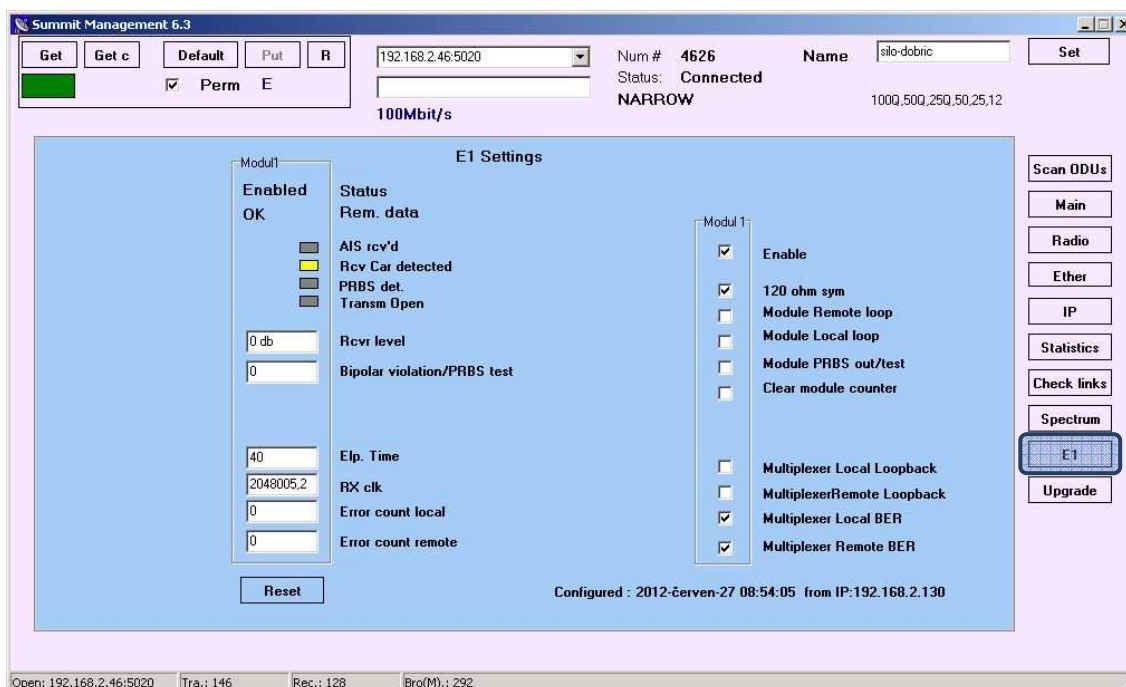 Summit Management 6.3
Get Get c Default Put R
Perm E
192.168.2.46:5020
100Mbit/s
Num # 4626
Status: Connected
NARROW
Name silo-dobric
100Q,50Q,25Q,50,25,12
Set
E1 Settings
Modul1
Enabled Status
OK Rem. data
AIS rcv'd
Rcv Car detected
PRBS det.
Transm Open
0 db Rcvr level
0 Bipolar violation/PRBS test
40 Elp. Time
2048005,2 RX clk
0 Error count local
0 Error count remote
Reset
Modul 1
Enable
120 ohm sym
Module Remote loop
Module Local loop
Module PRBS out/test
Clear module counter
Multiplexer Local Loopback
MultiplexerRemote Loopback
Multiplexer Local BER
Multiplexer Remote BER
Configured : 2012-červen-27 08:54:05 from IP:192.168.2.130
Scan ODUs
Main
Radio
Ether
IP
Statistics
Check links
Spectrum
E1
Upgrade
Open: 192.168.2.46:5020 Tra.: 146 Rec.: 128 Bro(M).: 292